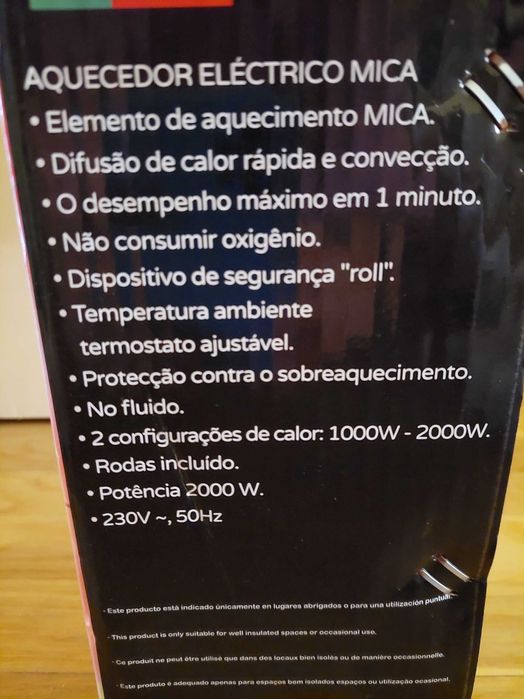 AQUECEDOR ELÉCTRICO MICA
• Elemento de aquecimento MICA.
• Difusão de calor rápida e convecção.
• O desempenho máximo em 1 minuto.
• Não consumir oxigênio.
• Dispositivo de segurança "roll".
• Temperatura ambiente
termostato ajustável.
• Protecção contra o sobreaquecimento.
• No fluido.
• 2 configurações de calor: 1000W - 2000W.
• Rodas incluído.
• Potência 2000 W.
• 230V ~, 50Hz
- Este producto está indicado únicamente en lugares abrigados o para una utilización puntual.
- This product is only suitable for well insulated spaces or occasional use.
- Ce produit ne peut être utilisé que dans des locaux bien isolés ou de manière occasionnelle.
- Este produto é adequado apenas para espaços bem isolados espaços ou utilização ocasional.